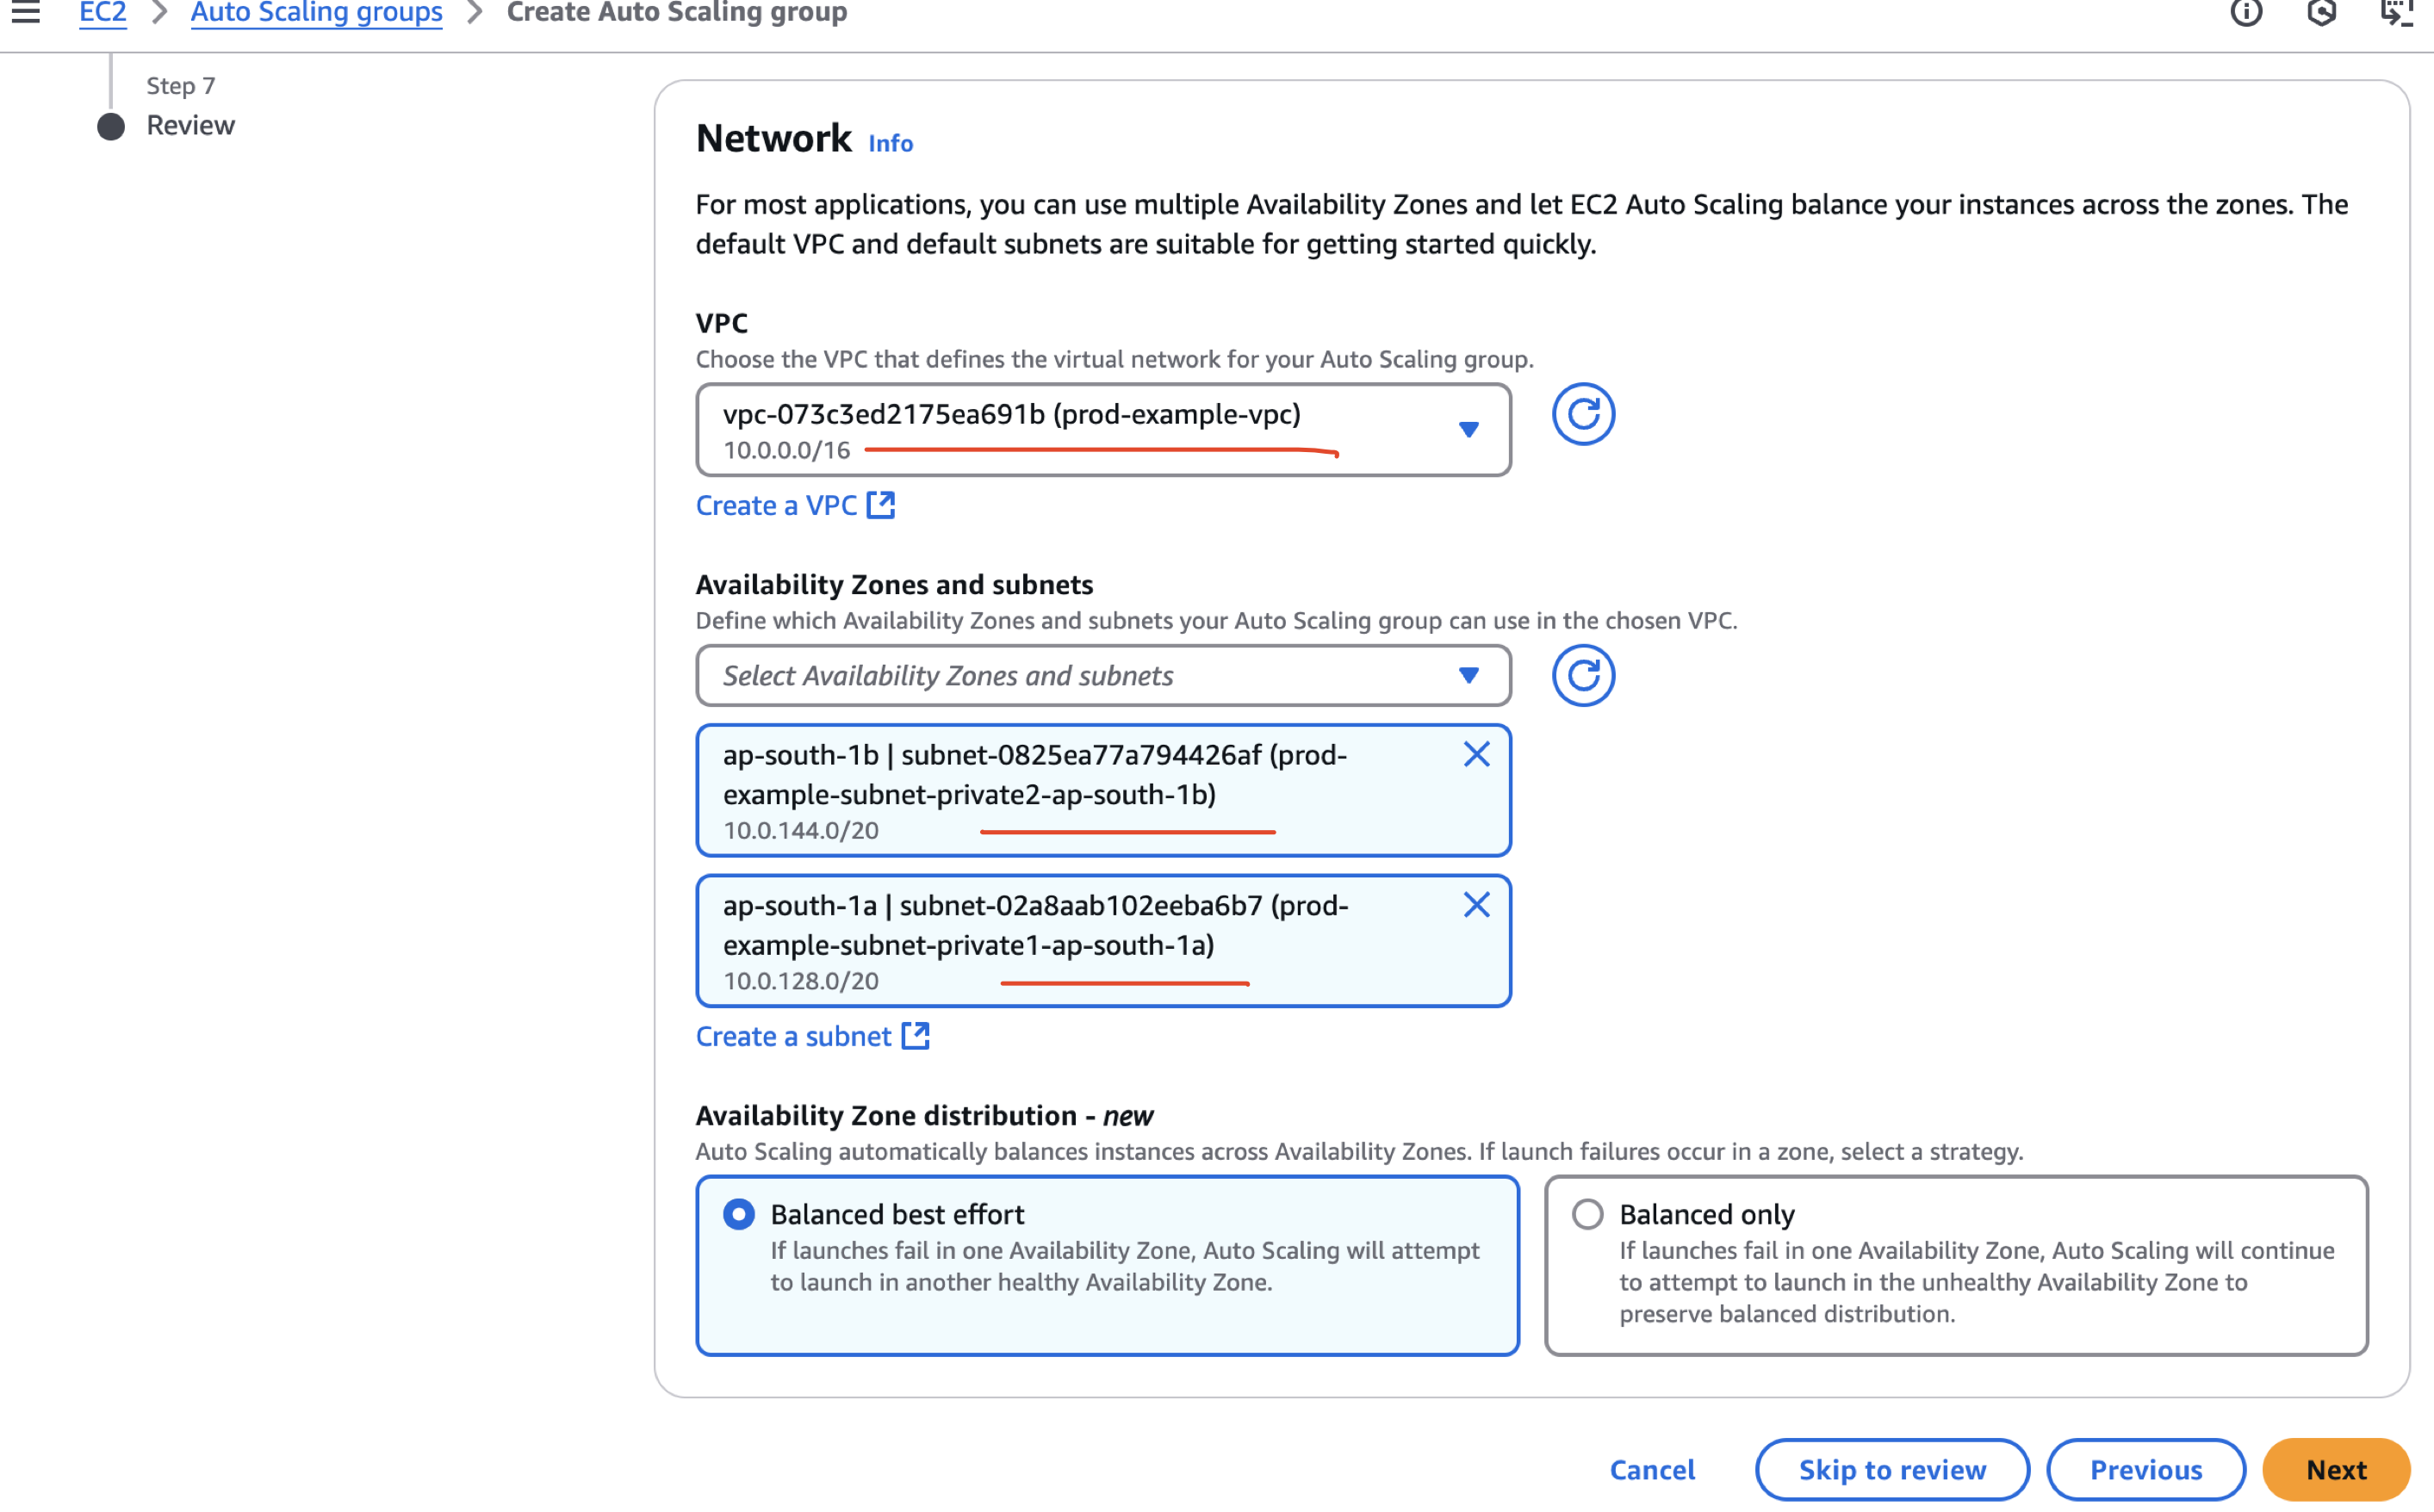 EC2 > Auto Scaling groups > Create Auto Scaling group
Step 7
Review
Network Info
For most applications, you can use multiple Availability Zones and let EC2 Auto Scaling balance your instances across the zones. The
default VPC and default subnets are suitable for getting started quickly.
VPC
Choose the VPC that defines the virtual network for your Auto Scaling group.
vpc-073c3ed2175ea691b (prod-example-vpc)
10.0.0.0/16
Create a VPC
Availability Zones and subnets
Define which Availability Zones and subnets your Auto Scaling group can use in the chosen VPC.
Select Availability Zones and subnets
ap-south-1b | subnet-0825ea77a794426af (prod-
example-subnet-private2-ap-south-1b)
10.0.144.0/20
ap-south-1a | subnet-02a8aab102eeba6b7 (prod-
example-subnet-private1-ap-south-1a)
10.0.128.0/20
Create a subnet
Availability Zone distribution - new
Auto Scaling automatically balances instances across Availability Zones. If launch failures occur in a zone, select a strategy.
Balanced best effort
If launches fail in one Availability Zone, Auto Scaling will attempt
to launch in another healthy Availability Zone.
Balanced only
If launches fail in one Availability Zone, Auto Scaling will continue
to attempt to launch in the unhealthy Availability Zone to
preserve balanced distribution.
Cancel Skip to review Previous Next